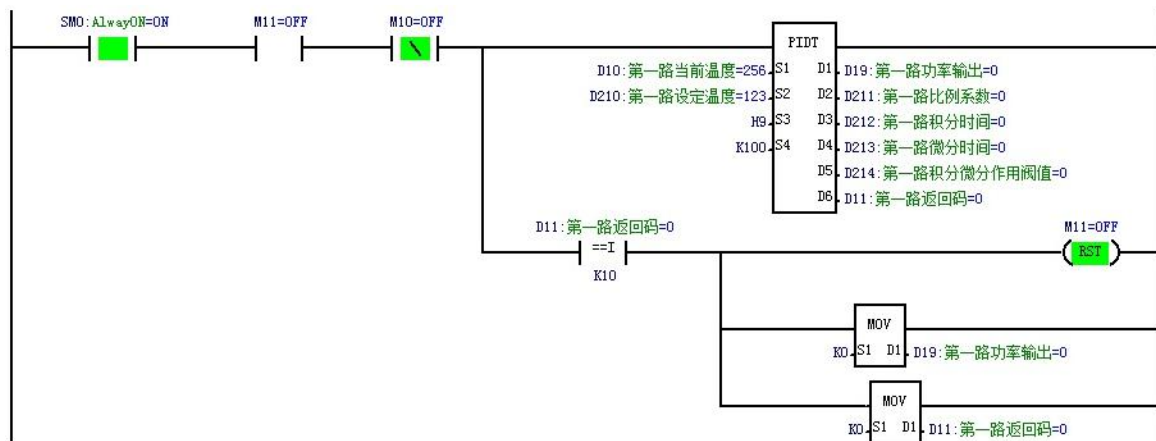 SM0:AlwayON=ON M11=OFF M10=OFF
PIDT
D10:第一路当前温度=256 S1 D1 D19:第一路功率输出=0
D210:第一路设定温度=123 S2 D2 D211:第一路比例系数=0
H9 S3 D3 D212:第一路积分时间=0
K100 S4 D4 D213:第一路微分时间=0
D5 D214:第一路积分微分作用阀值=0
D6 D11:第一路返回码=0
D11:第一路返回码=0 M11=OFF
==I RST
K10
MOV
K0 S1 D1 D19:第一路功率输出=0
MOV
K0 S1 D1 D11:第一路返回码=0